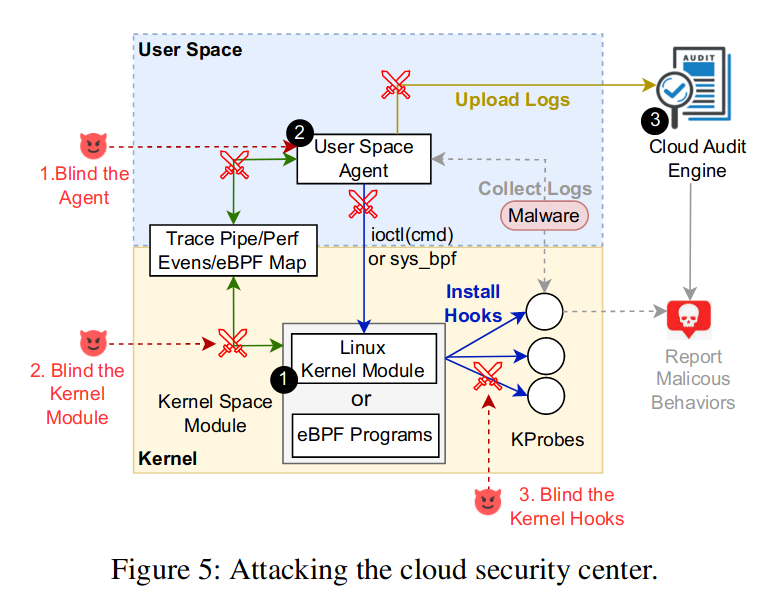 User Space
AUDIT
Upload Logs
3
2
User Space
Agent
Cloud Audit
Engine
1.Blind the
Agent
Collect Logs
Malware
Trace Pipe/Perf
Evens/eBPF Map
ioctl(cmd)
or sys_bpf
Install
Hooks
2. Blind the
Kernel
Module
Linux
Kernel Module
1
or
eBPF Programs
Kernel Space
Module
KProbes
Report
Malicous
Behaviors
Kernel
3. Blind the
Kernel Hooks
Figure 5: Attacking the cloud security center.